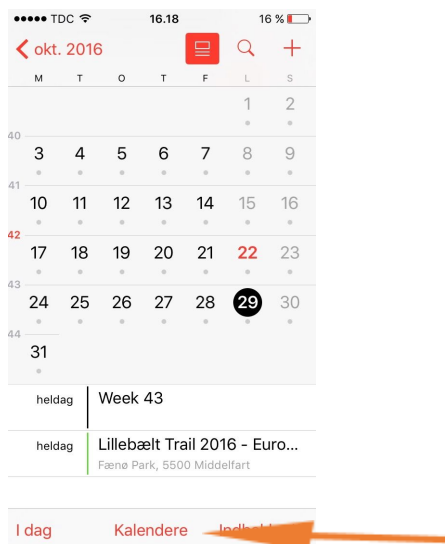 TDC 16.18 16 %
okt. 2016
M T O T F L S
1 2
40
3 4 5 6 7 8 9
41
10 11 12 13 14 15 16
42
17 18 19 20 21 22 23
43
24 25 26 27 28 29 30
44
31
heldag Week 43
heldag Lillebælt Trail 2016 - Euro...
Fænø Park, 5500 Middelfart
I dag Kalendere